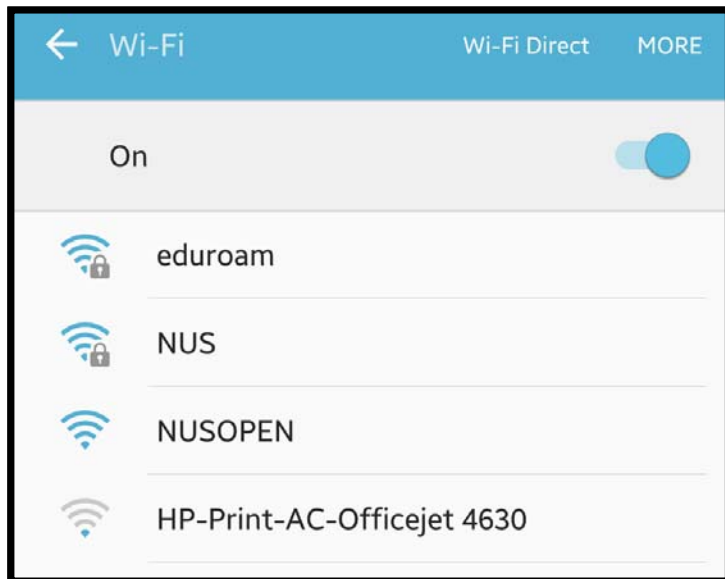 Wi-Fi Wi-Fi Direct MORE
On
eduroam
NUS
NUSOPEN
HP-Print-AC-Officejet 4630